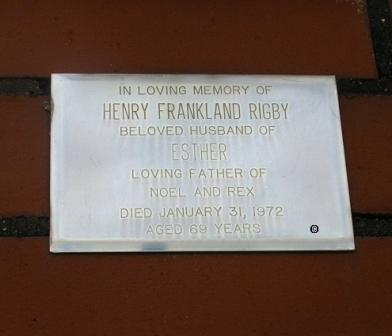 IN LOVING MEMORY OF
HENRY FRANKLAND RIGBY
BELOVED HUSBAND OF
ESTHER
LOVING FATHER OF
NOEL AND REX
DIED JANUARY 31, 1972
AGED 69 YEARS